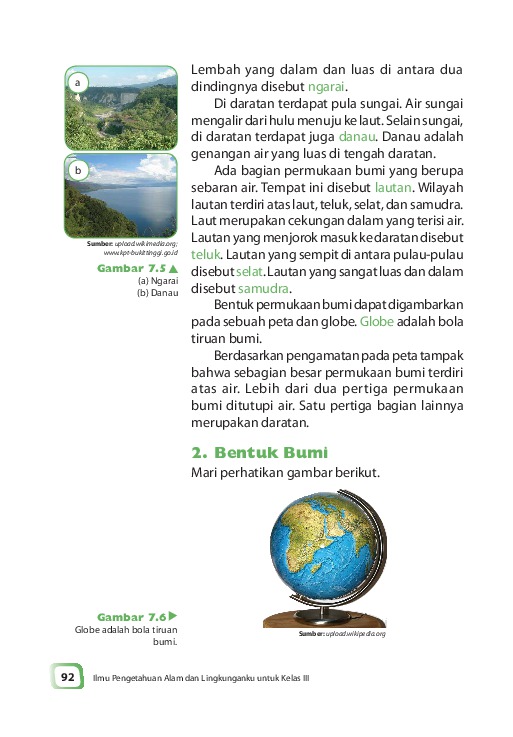 Lembah yang dalam dan luas di antara dua
dindingnya disebut ngarai.
Di daratan terdapat pula sungai. Air sungai
mengalir dari hulu menuju ke laut. Selain sungai,
di daratan terdapat juga danau. Danau adalah
genangan air yang luas di tengah daratan.
Ada bagian permukaan bumi yang berupa
sebaran air. Tempat ini disebut lautan. Wilayah
lautan terdiri atas laut, teluk, selat, dan samudra.
Laut merupakan cekungan dalam yang terisi air.
Lautan yang menjorok masuk ke daratan disebut
teluk. Lautan yang sempit di antara pulau-pulau
disebut selat. Lautan yang sangat luas dan dalam
disebut samudra.
Bentuk permukaan bumi dapat digambarkan
pada sebuah peta dan globe. Globe adalah bola
tiruan bumi.
Berdasarkan pengamatan pada peta tampak
bahwa sebagian besar permukaan bumi terdiri
atas air. Lebih dari dua pertiga permukaan
bumi ditutupi air. Satu pertiga bagian lainnya
merupakan daratan.
a
b
Sumber: upload.wikimedia.org;
www.kpt-bukittinggi.go.id
Gambar 7.5
(a) Ngarai
(b) Danau
2. Bentuk Bumi
Mari perhatikan gambar berikut.
Sumber: upload.wikipedia.org
Gambar 7.6
Globe adalah bola tiruan
bumi.
92 Ilmu Pengetahuan Alam dan Lingkunganku untuk Kelas III